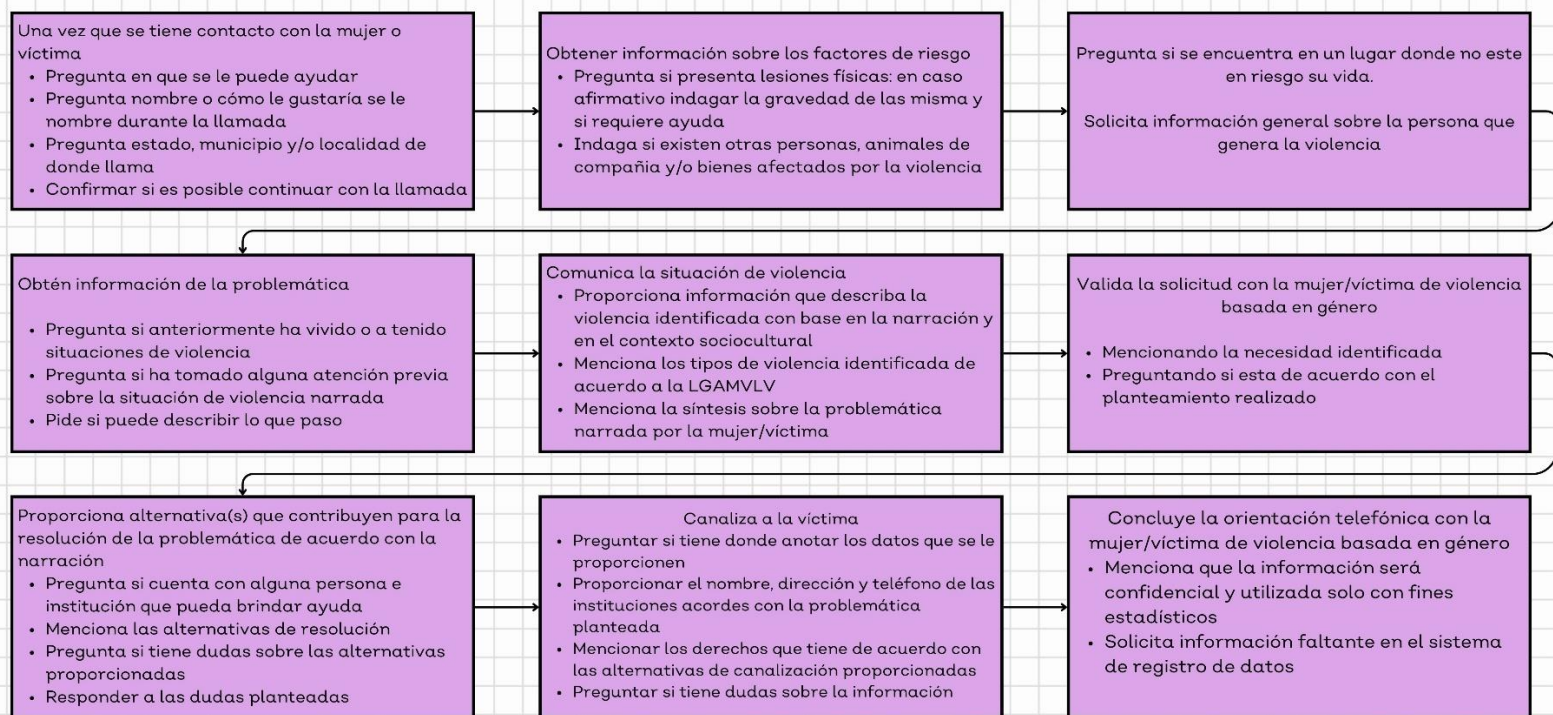 Una vez que se tiene contacto con la mujer o
víctima
• Pregunta en que se le puede ayudar
• Pregunta nombre o cómo le gustaría se le
nombre durante la llamada
• Pregunta estado, municipio y/o localidad de
donde llama
• Confirmar si es posible continuar con la llamada
Obtener información sobre los factores de riesgo
• Pregunta si presenta lesiones físicas: en caso
afirmativo indagar la gravedad de las misma y
si requiere ayuda
• Indaga si existen otras personas, animales de
compañia y/o bienes afectados por la violencia
Pregunta si se encuentra en un lugar donde no este
en riesgo su vida.
Solicita información general sobre la persona que
genera la violencia
Obtén información de la problemática
• Pregunta si anteriormente ha vivido o a tenido
situaciones de violencia
• Pregunta si ha tomado alguna atención previa
sobre la situación de violencia narrada
• Pide si puede describir lo que paso
Comunica la situación de violencia
• Proporciona información que describa la
violencia identificada con base en la narración y
en el contexto sociocultural
• Menciona los tipos de violencia identificada de
acuerdo a la LGAMVLV
• Menciona la síntesis sobre la problemática
narrada por la mujer/víctima
Valida la solicitud con la mujer/víctima de violencia
basada en género
• Mencionando la necesidad identificada
• Preguntando si esta de acuerdo con el
planteamiento realizado
Proporciona alternativa(s) que contribuyen para la
resolución de la problemática de acuerdo con la
narración
• Pregunta si cuenta con alguna persona e
institución que pueda brindar ayuda
• Menciona las alternativas de resolución
• Pregunta si tiene dudas sobre las alternativas
proporcionadas
• Responder a las dudas planteadas
Canaliza a la víctima
• Preguntar si tiene donde anotar los datos que se le
proporcionen
• Proporcionar el nombre, dirección y teléfono de las
instituciones acordes con la problemática
planteada
• Mencionar los derechos que tiene de acuerdo con
las alternativas de canalización proporcionadas
• Preguntar si tiene dudas sobre la información
Concluye la orientación telefónica con la
mujer/víctima de violencia basada en género
• Menciona que la información será
confidencial y utilizada solo con fines
estadísticos
• Solicita información faltante en el sistema
de registro de datos